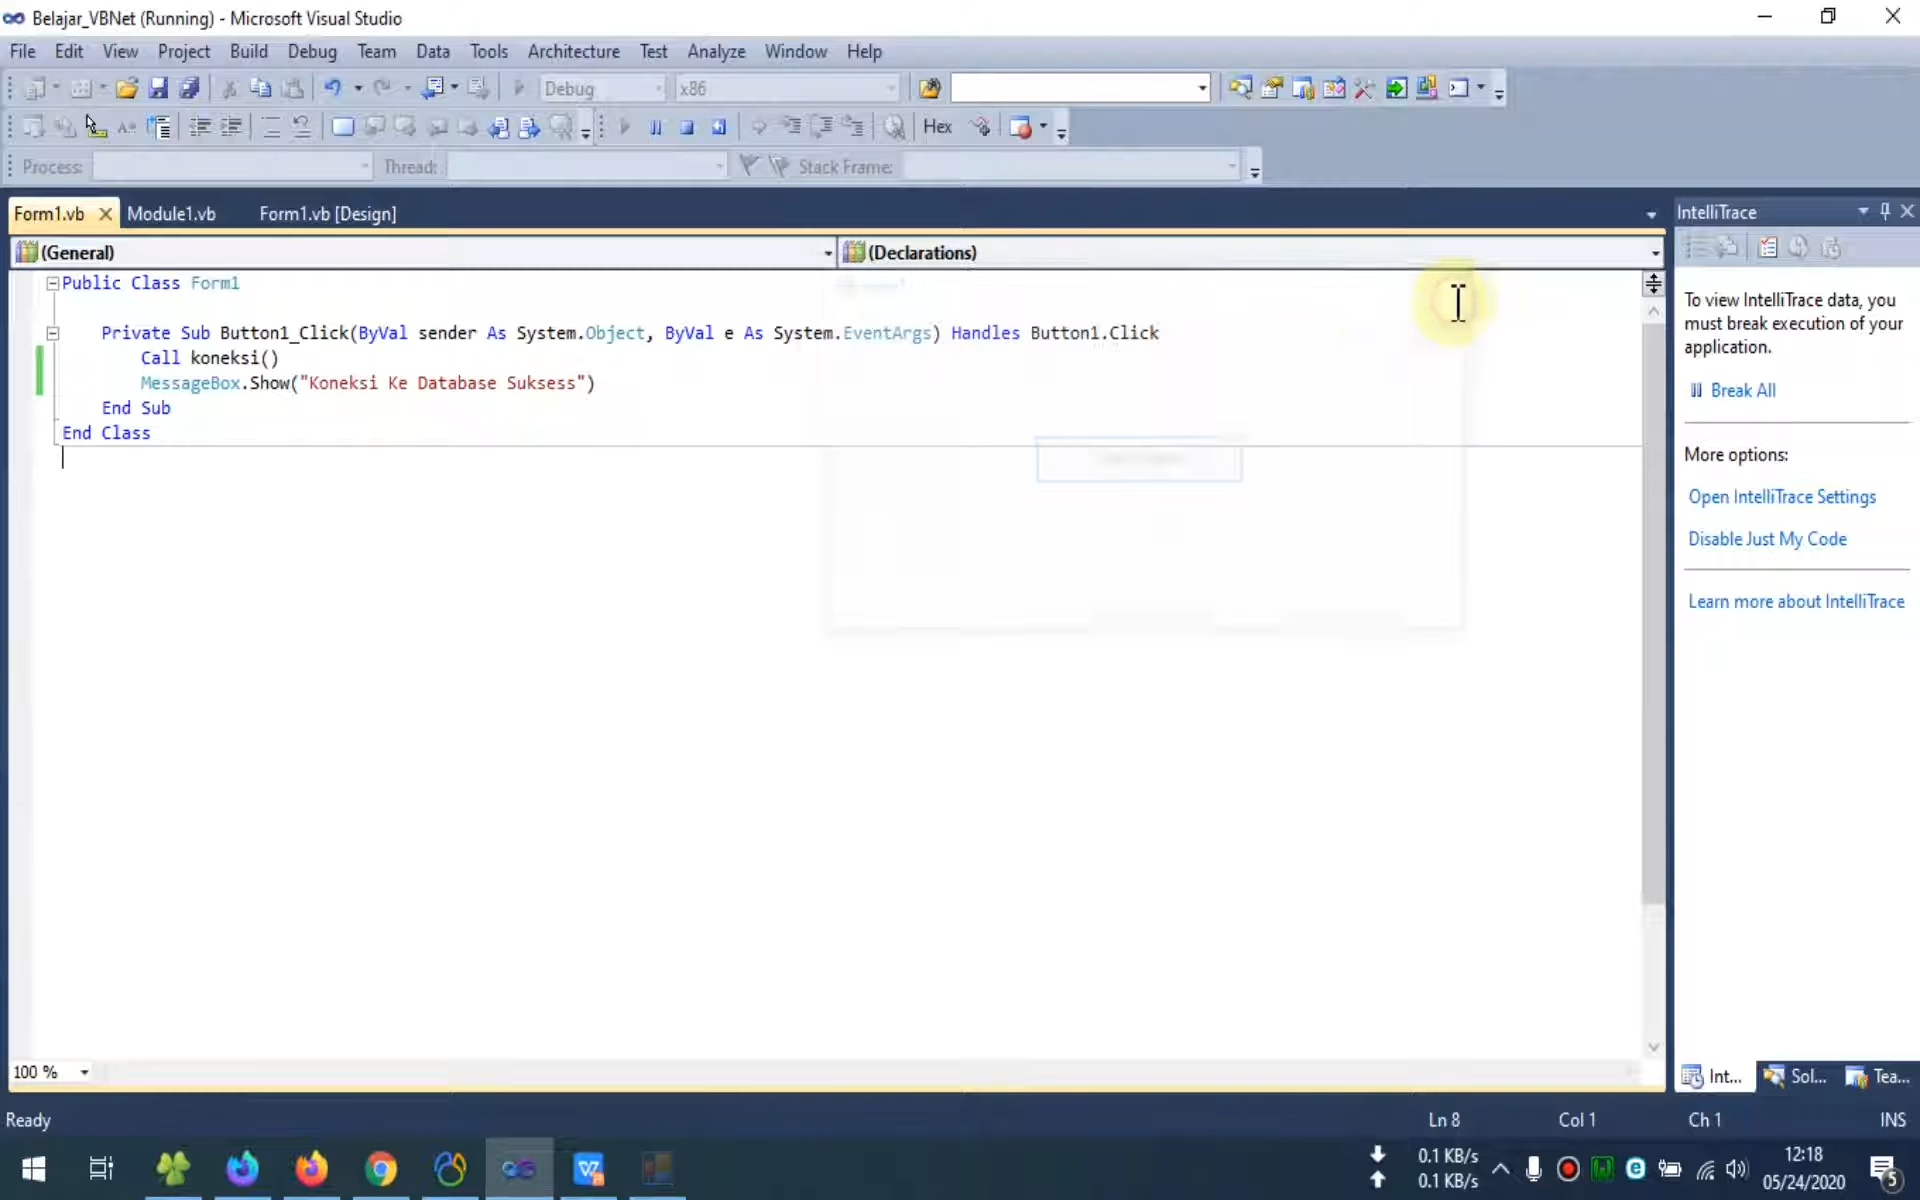 Belajar_VBNet (Running) - Microsoft Visual Studio
File Edit View Project Build Debug Team Data Tools Architecture Test Analyze Window Help
Debug x86
Hex
Process: Thread: Stack Frame:
Form1.vb Module1.vb Form1.vb [Design]
(General) (Declarations)
Public Class Form1
Private Sub Button1_Click(ByVal sender As System.Object, ByVal e As System.EventArgs) Handles Button1.Click
Call koneksi()
MessageBox.Show("Koneksi Ke Database Suksess")
End Sub
End Class
100 %
IntelliTrace
To view IntelliTrace data, you
must break execution of your
application.
Break All
More options:
Open IntelliTrace Settings
Disable Just My Code
Learn more about IntelliTrace
Int... Sol... Tea...
Ready Ln 8 Col 1 Ch 1 INS
0.1 KB/s
0.1 KB/s
12:18
05/24/2020
5